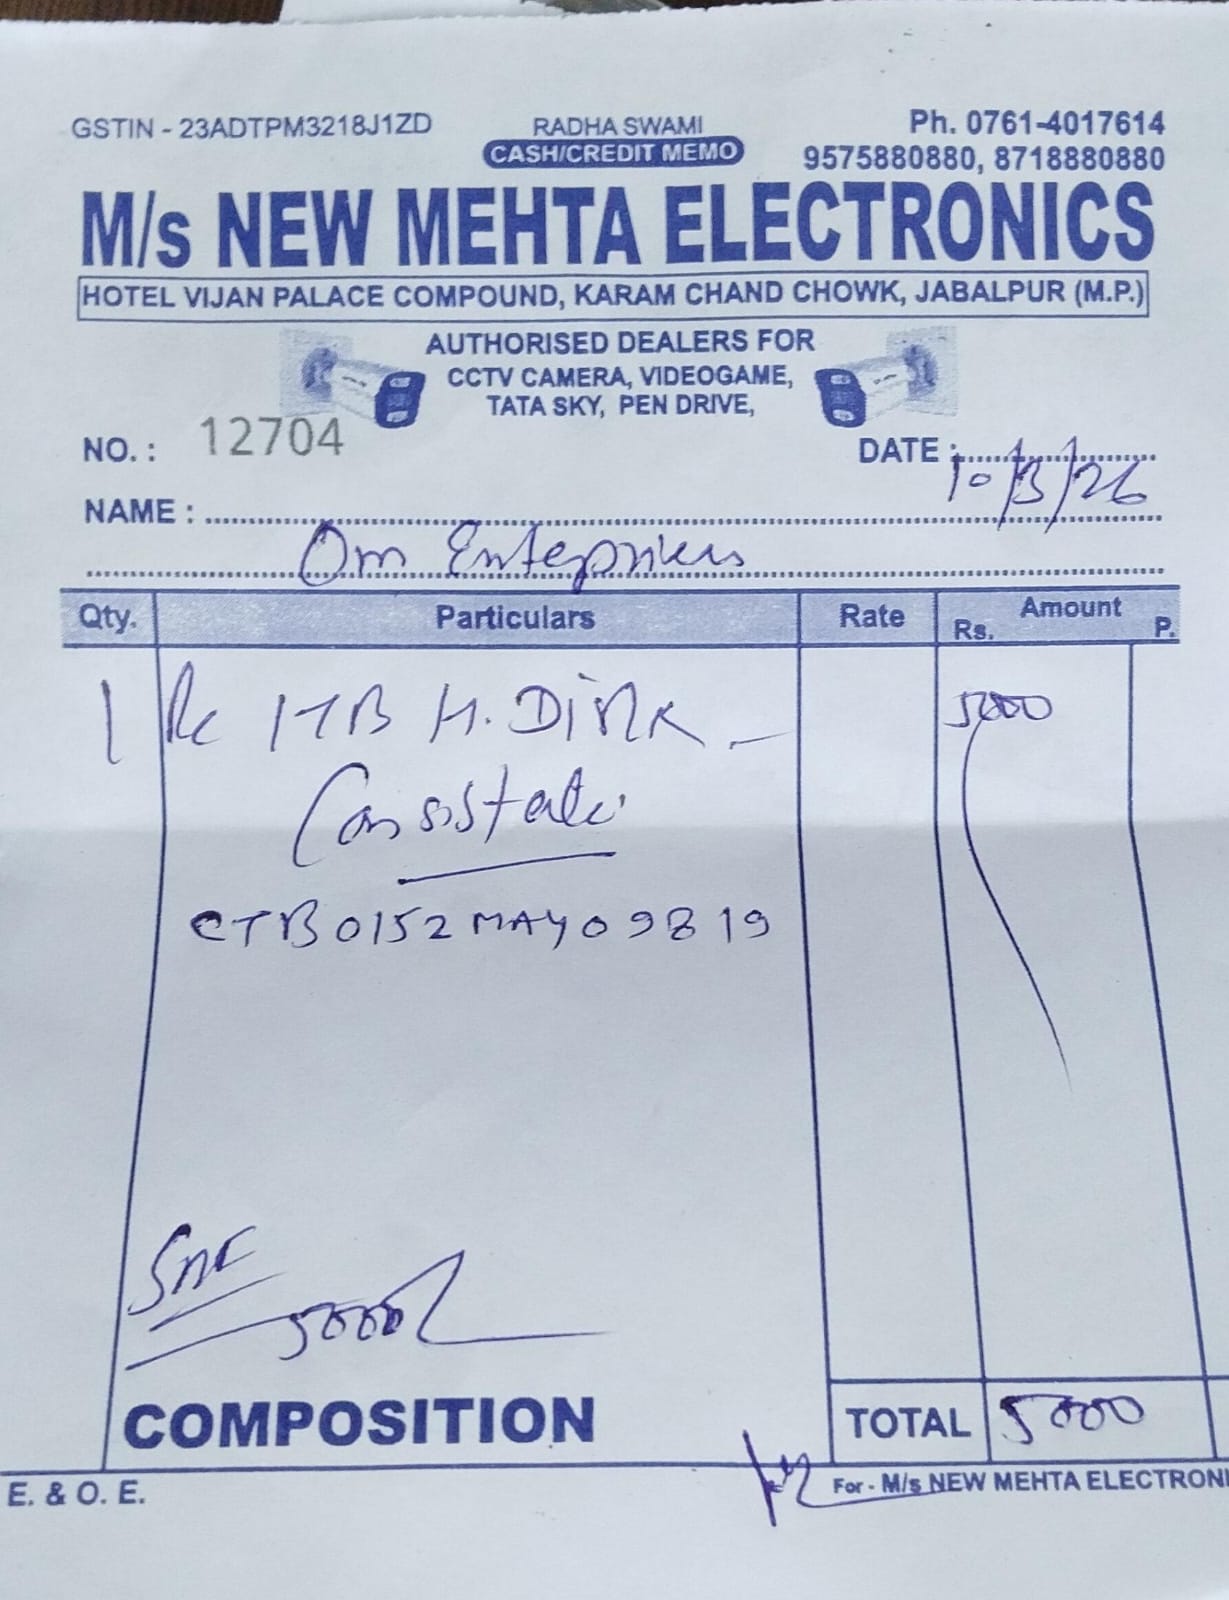 GSTIN - 23ADTPM3218J1ZD
RADHA SWAMI
CASH/CREDIT MEMO
Ph. 0761-4017614
9575880880, 8718880880
M/s NEW MEHTA ELECTRONICS
HOTEL VIJAN PALACE COMPOUND, KARAM CHAND CHOWK, JABALPUR (M.P.)
AUTHORISED DEALERS FOR
CCTV CAMERA, VIDEOGAME,
TATA SKY, PEN DRIVE,
NO. : 12704
DATE : 10/3/26
NAME :
Om Enterprises
Qty. Particulars Rate Amount
Rs. P.
1 Pc 1TB H. Disk 5000
CTB0152MAY09819
5000
COMPOSITION
TOTAL 5000
E. & O. E.
For - M/s NEW MEHTA ELECTRONI